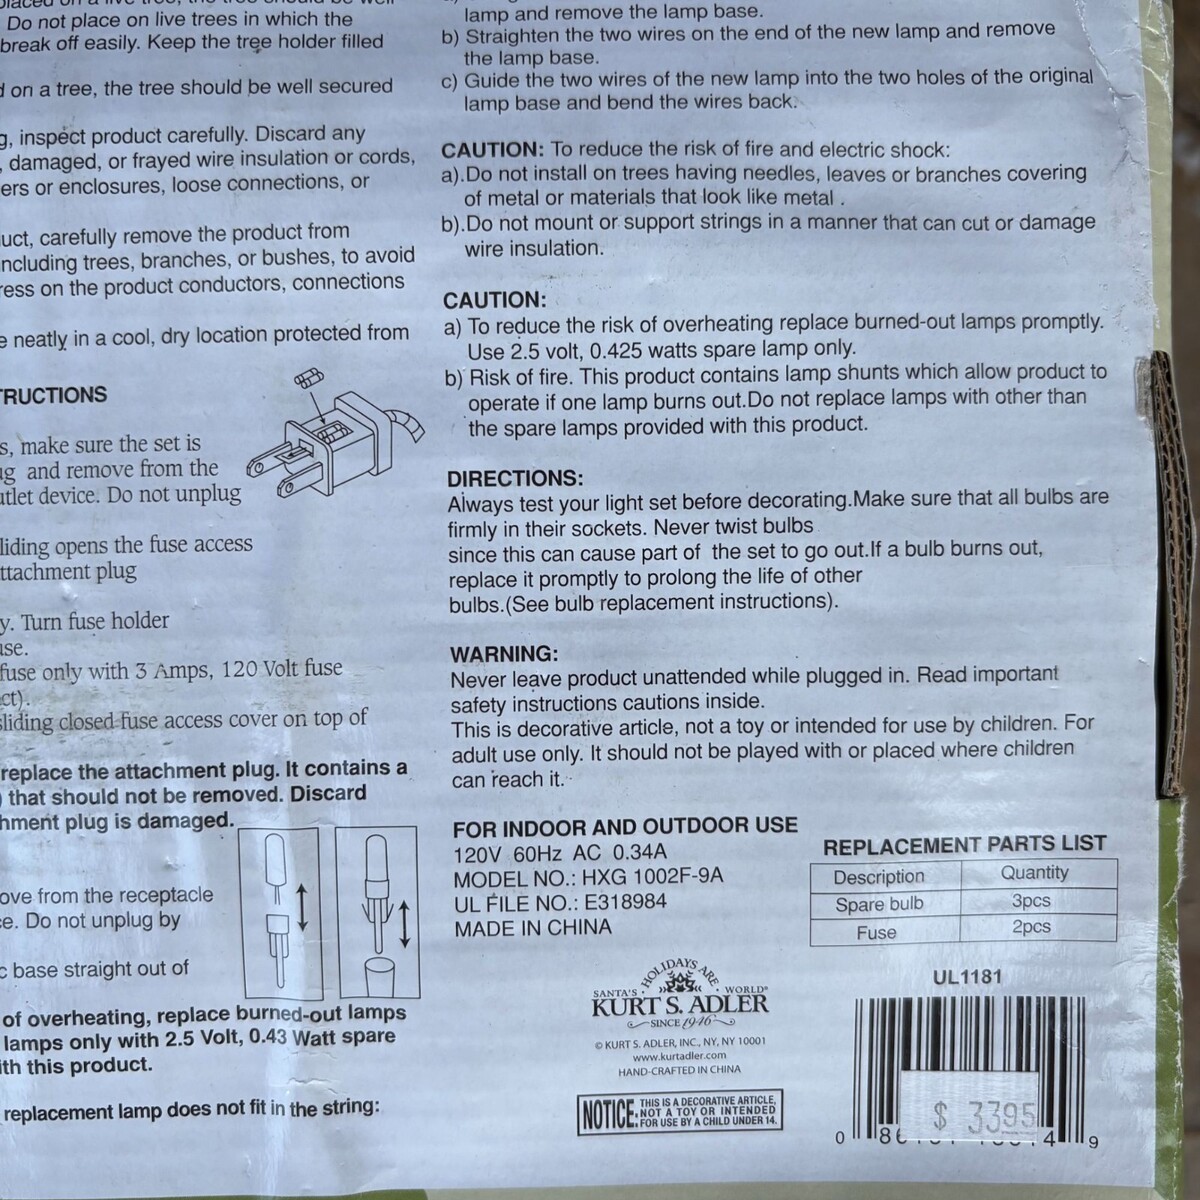 placed on a live tree, the tree should be well
Do not place on live trees in which the
break off easily. Keep the tree holder filled
on a tree, the tree should be well secured
g, inspect product carefully. Discard any
, damaged, or frayed wire insulation or cords,
ers or enclosures, loose connections, or
uct, carefully remove the product from
ncluding trees, branches, or bushes, to avoid
ress on the product conductors, connections
e neatly in a cool, dry location protected from
TRUCTIONS
s, make sure the set is
ug and remove from the
utlet device. Do not unplug
liding opens the fuse access
ttachment plug
y. Turn fuse holder
use.
fuse only with 3 Amps, 120 Volt fuse
ct).
sliding closed fuse access cover on top of
replace the attachment plug. It contains a
) that should not be removed. Discard
hment plug is damaged.
ove from the receptacle
ce. Do not unplug by
c base straight out of
of overheating, replace burned-out lamps
lamps only with 2.5 Volt, 0.43 Watt spare
ith this product.
replacement lamp does not fit in the string:
lamp and remove the lamp base.
b) Straighten the two wires on the end of the new lamp and remove
the lamp base.
c) Guide the two wires of the new lamp into the two holes of the original
lamp base and bend the wires back.
CAUTION: To reduce the risk of fire and electric shock:
a).Do not install on trees having needles, leaves or branches covering
of metal or materials that look like metal .
b).Do not mount or support strings in a manner that can cut or damage
wire insulation.
CAUTION:
a) To reduce the risk of overheating replace burned-out lamps promptly.
Use 2.5 volt, 0.425 watts spare lamp only.
b) Risk of fire. This product contains lamp shunts which allow product to
operate if one lamp burns out.Do not replace lamps with other than
the spare lamps provided with this product.
DIRECTIONS:
Always test your light set before decorating.Make sure that all bulbs are
firmly in their sockets. Never twist bulbs
since this can cause part of the set to go out.If a bulb burns out,
replace it promptly to prolong the life of other
bulbs.(See bulb replacement instructions).
WARNING:
Never leave product unattended while plugged in. Read important
safety instructions cautions inside.
This is decorative article, not a toy or intended for use by children. For
adult use only. It should not be played with or placed where children
can reach it.
FOR INDOOR AND OUTDOOR USE
120V 60Hz AC 0.34A
MODEL NO.: HXG 1002F-9A
UL FILE NO.: E318984
MADE IN CHINA
REPLACEMENT PARTS LIST
Description Quantity
Spare bulb 3pcs
Fuse 2pcs
SANTA'S • HOLIDAYS ARE • WORLD®
KURT S. ADLER
SINCE 1946
© KURT S. ADLER, INC., NY, NY 10001
www.kurtadler.com
HAND-CRAFTED IN CHINA
NOTICE: THIS IS A DECORATIVE ARTICLE,
NOT A TOY OR INTENDED
FOR USE BY A CHILD UNDER 14.
UL1181
$ 3395
0 86 4 9